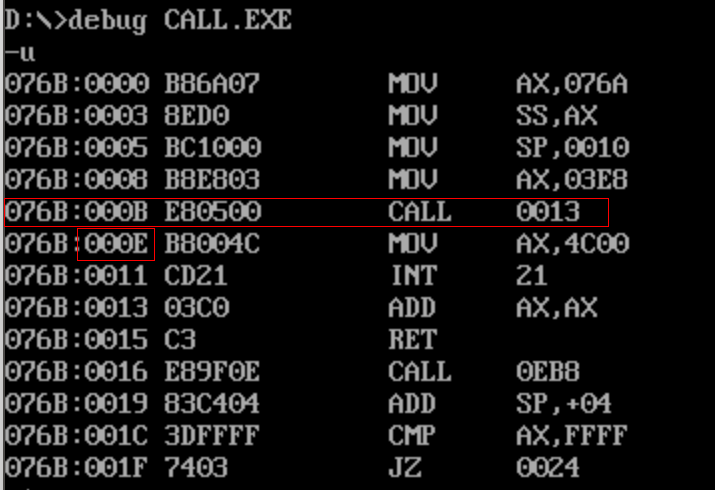 D:\>debug CALL.EXE
-u
076B:0000 B86A07 MOV AX,076A
076B:0003 8ED0 MOV SS,AX
076B:0005 BC1000 MOV SP,0010
076B:0008 B8E803 MOV AX,03E8
076B:000B E80500 CALL 0013
076B:000E B8004C MOV AX,4C00
076B:0011 CD21 INT 21
076B:0013 03C0 ADD AX,AX
076B:0015 C3 RET
076B:0016 E89F0E CALL 0EB8
076B:0019 83C404 ADD SP,+04
076B:001C 3DFFFF CMP AX,FFFF
076B:001F 7403 JZ 0024